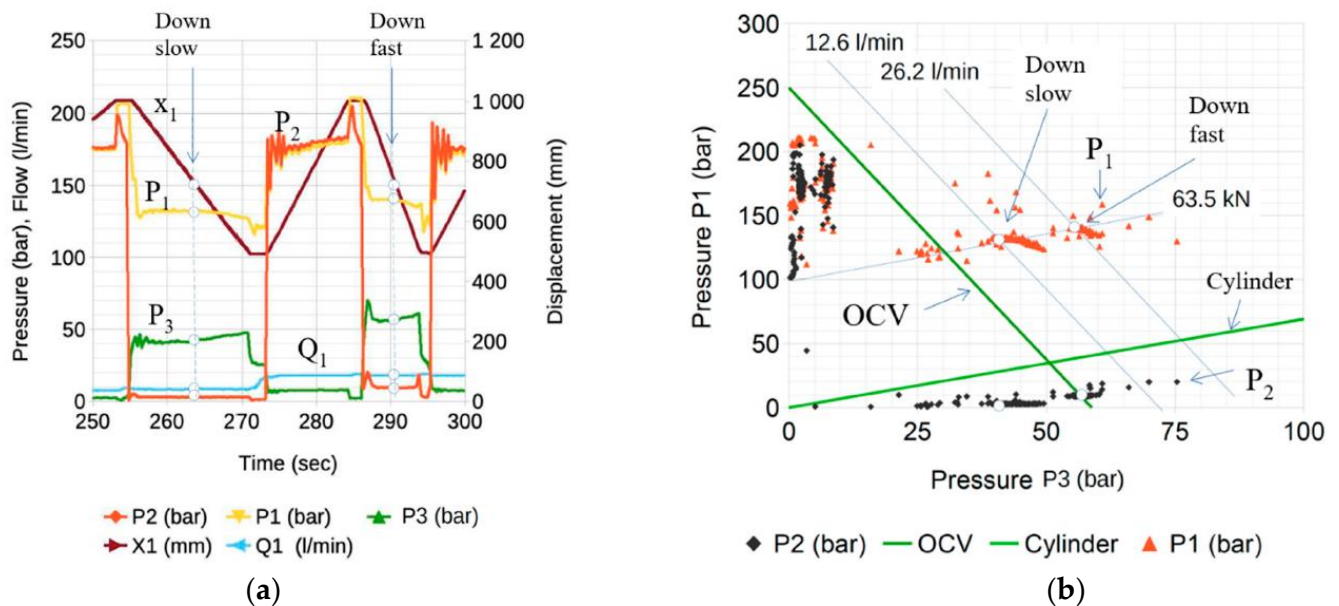 Down
slow
Down
fast
250
200
150
100
50
0
Pressure (bar), Flow (l/min)
1 200
1 000
800
600
400
200
0
Displacement (mm)
x1
P2
P1
P3
Q1
250 260 270 280 290 300
Time (sec)
P2 (bar) P1 (bar) P3 (bar)
X1 (mm) Q1 (l/min)
(a)
300
250
200
150
100
50
0
Pressure P1 (bar)
12.6 l/min
26.2 l/min
Down
slow
Down
fast
P1
63.5 kN
OCV
Cylinder
P2
0 25 50 75 100
Pressure P3 (bar)
P2 (bar) OCV Cylinder P1 (bar)
(b)